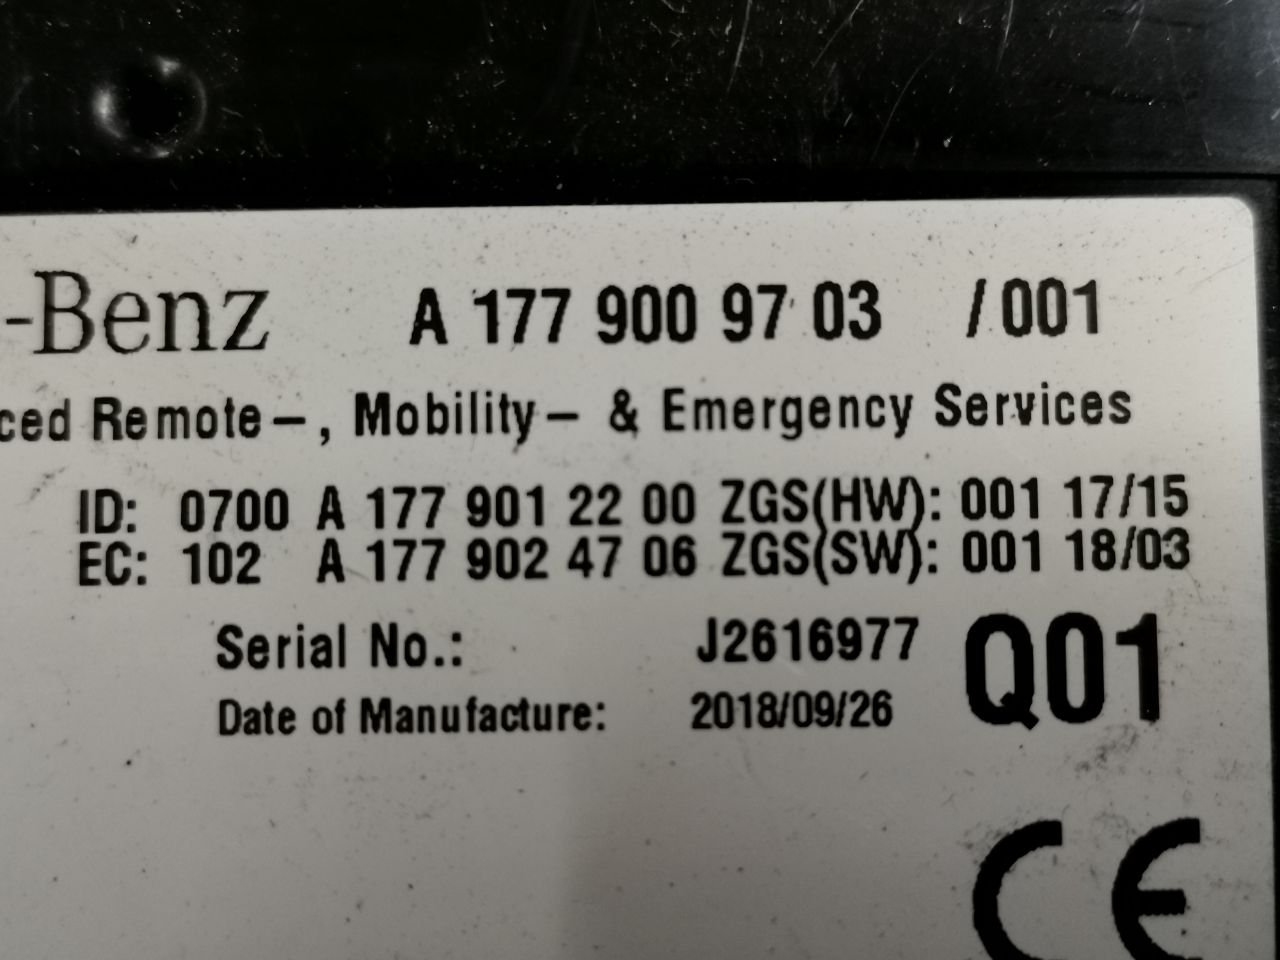 -Benz A 177 900 97 03 /001
ced Remote-, Mobility- & Emergency Services
ID: 0700 A 177 901 22 00 ZGS(HW): 001 17/15
EC: 102 A 177 902 47 06 ZGS(SW): 001 18/03
Serial No.: J2616977 Q01
Date of Manufacture: 2018/09/26
CE